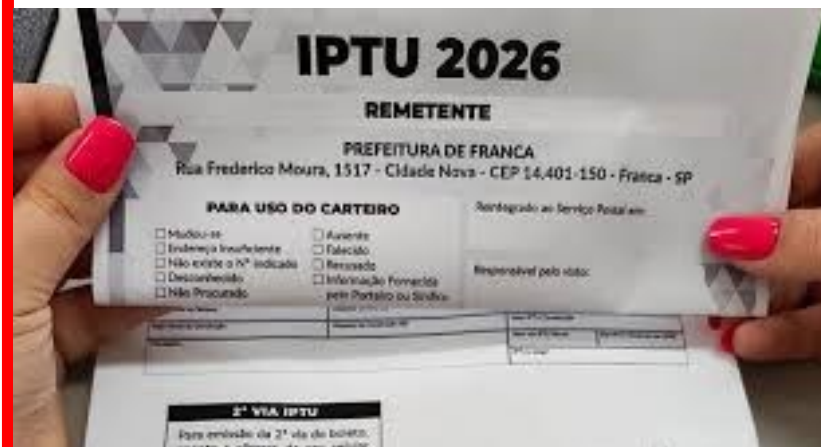 IPTU 2026
REMETENTE
PREFEITURA DE FRANCA
Rua Frederico Moura, 1517 - Cidade Nova - CEP 14.401-150 - Franca - SP
PARA USO DO CARTEIRO
Reintegrado ao Serviço Postal em:
Mudou-se
Ausente
Endereço Insuficiente
Falecido
Não existe o Nº indicado
Recusado
Desconhecido
Informação Fornecida
Não Procurado
pelo Porteiro ou Síndico
Responsável pelo visto:
2ª VIA IPTU
Para emissão da 2ª via do boleto,